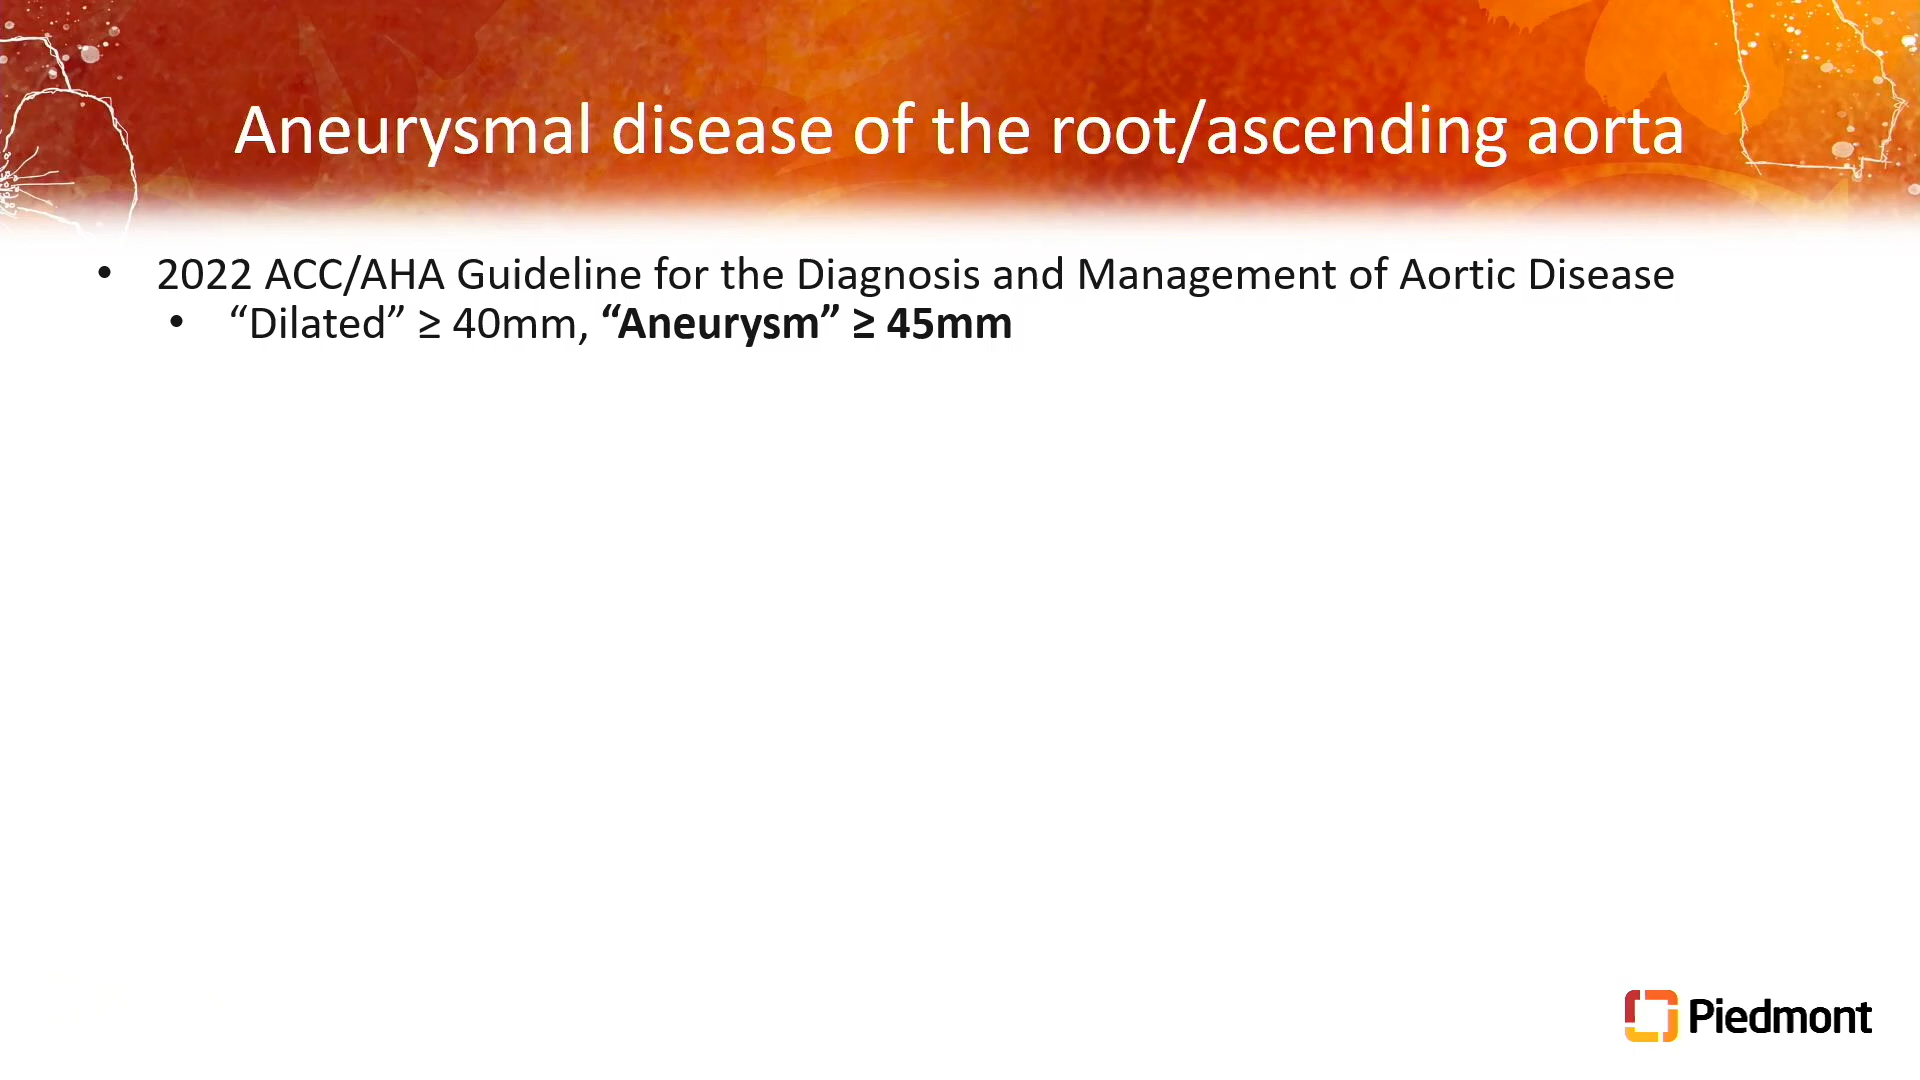 Aneurysmal disease of the root/ascending aorta
• 2022 ACC/AHA Guideline for the Diagnosis and Management of Aortic Disease
• “Dilated” ≥ 40mm, “Aneurysm” ≥ 45mm
Piedmont